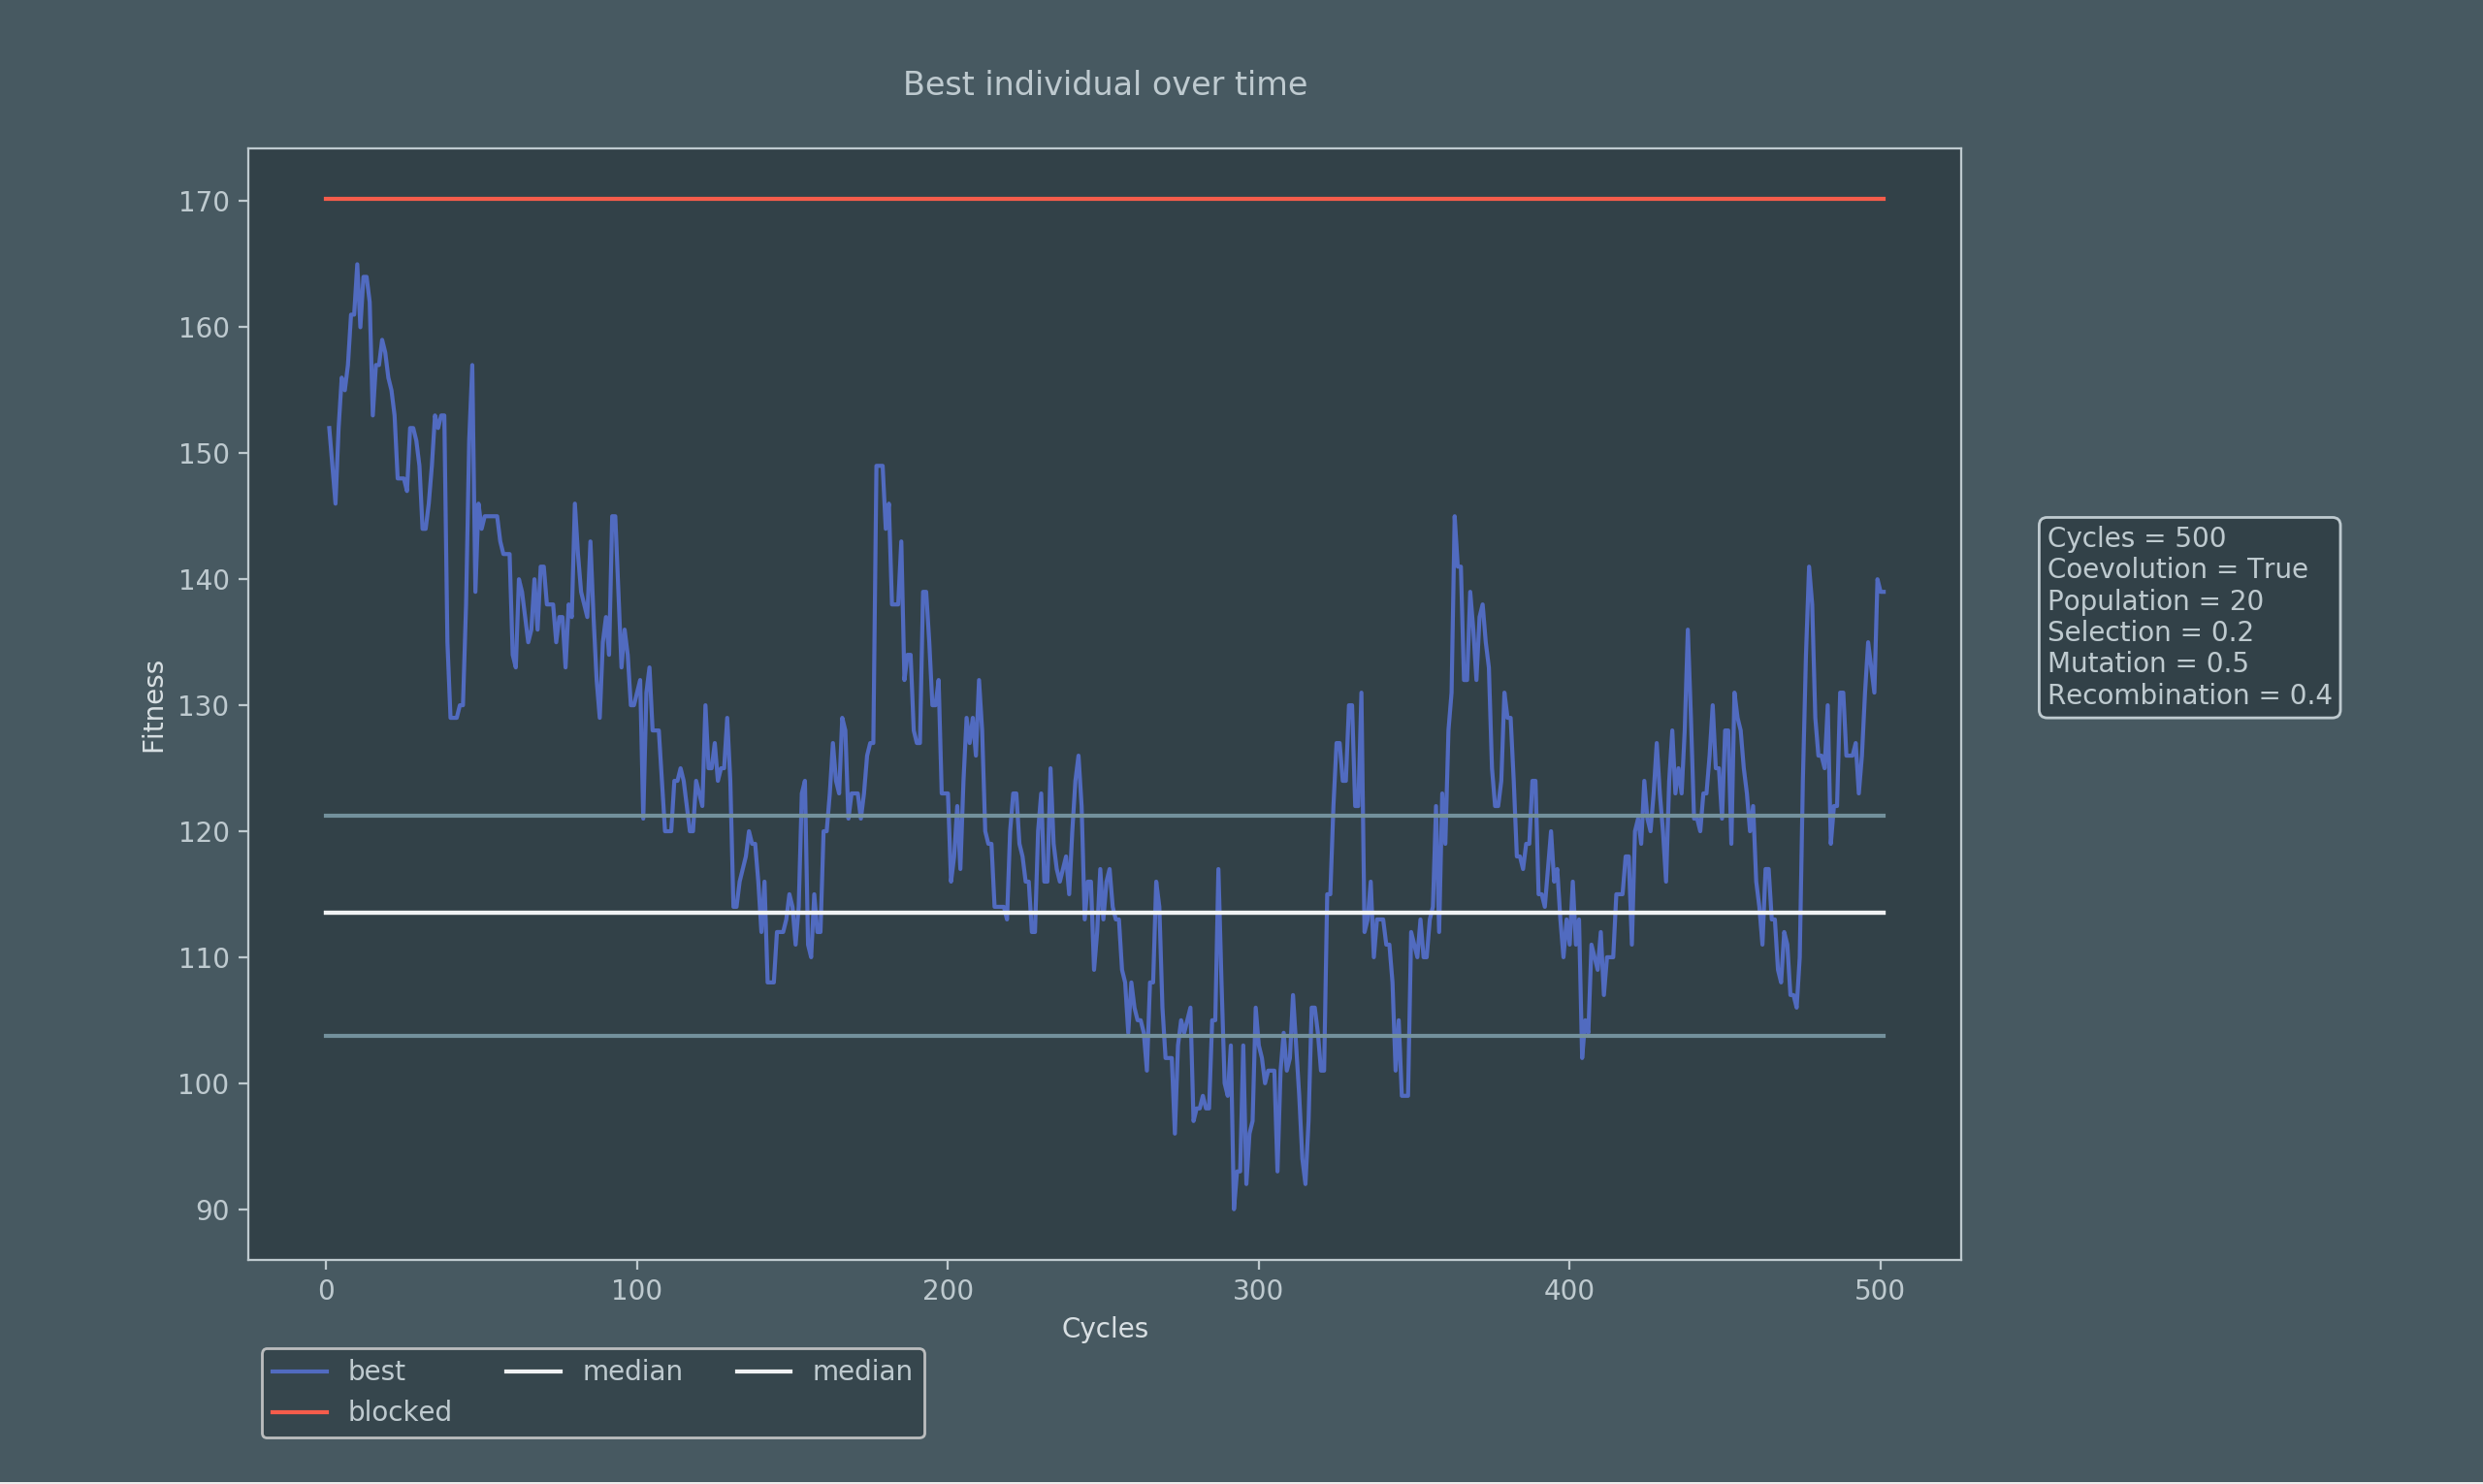 Best individual over time
Fitness
170
160
150
140
130
120
110
100
90
0 100 200 300 400 500
Cycles
Cycles = 500
Coevolution = True
Population = 20
Selection = 0.2
Mutation = 0.5
Recombination = 0.4
best median median
blocked